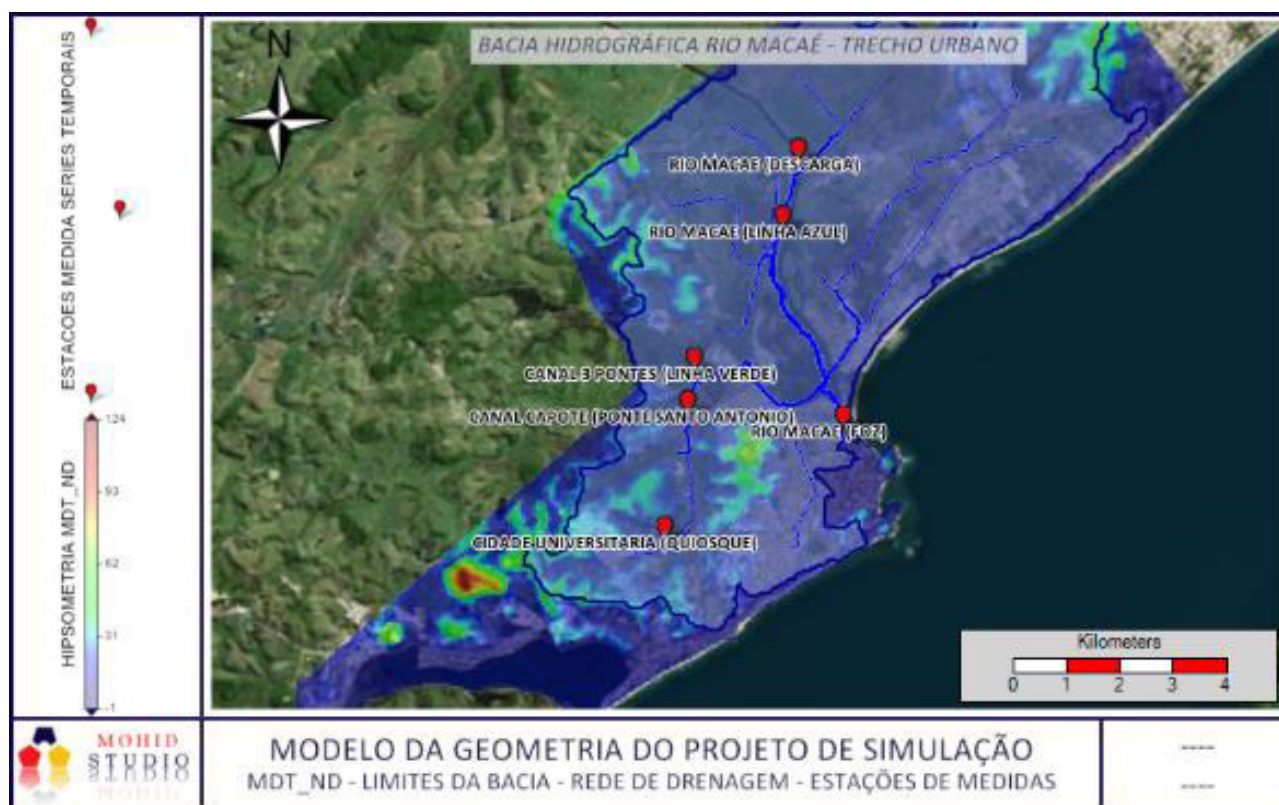 ESTACOES MEDIDA SERIES TEMPORAIS
HIPSOMETRIA MDT_ND
124
93
62
31
-1
N
BACIA HIDROGRÁFICA RIO MACAÉ - TRECHO URBANO
RIO MACAE (DESCARGA)
RIO MACAE (LINHA AZUL)
CANAL 3 PONTES (LINHA VERDE)
CANAL CAPOTE (PONTE SANTO ANTONIO)
RIO MACAE (FOZ)
CIDADE UNIVERSITARIA (QUIOSQUE)
Kilometers
0 1 2 3 4
MOHID
STUDIO
MODELO DA GEOMETRIA DO PROJETO DE SIMULAÇÃO
MDT_ND - LIMITES DA BACIA - REDE DE DRENAGEM - ESTAÇÕES DE MEDIDAS
----
----